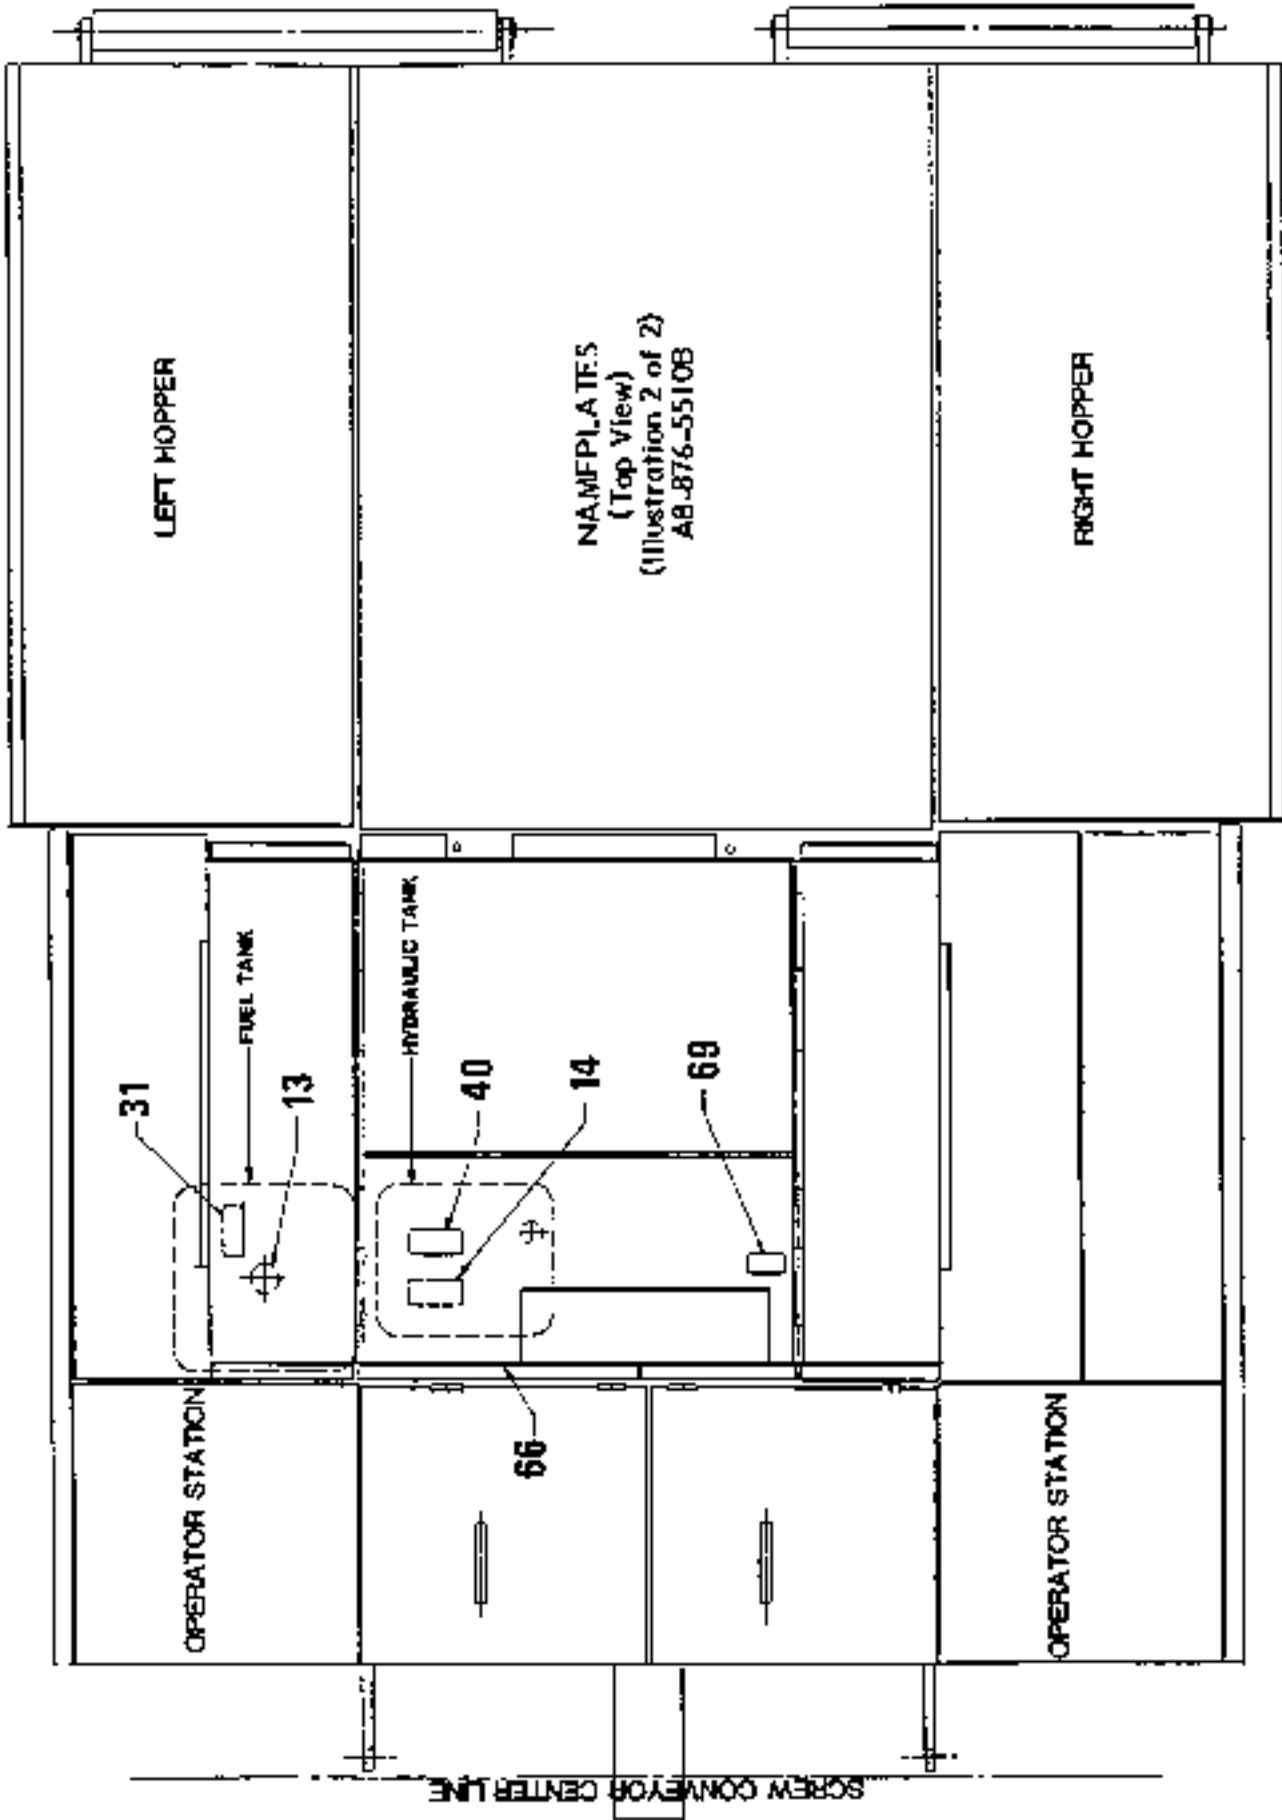 LEFT HOPPER
NAMEPLATES
(Top View)
(Illustration 2 of 2)
AB-876-5510B
RIGHT HOPPER
FUEL TANK
HYDRAULIC TANK
31
13
40
14
69
66
OPERATOR STATION
OPERATOR STATION
SCREW CONVEYOR CENTER LINE